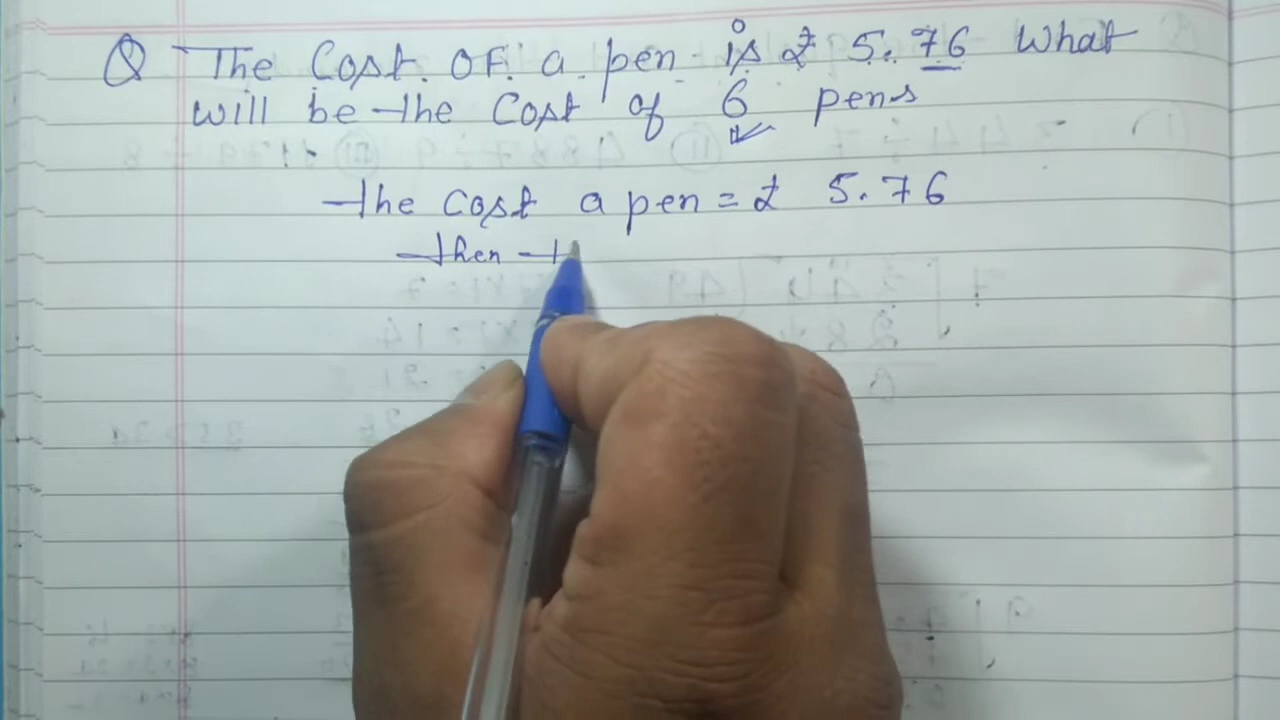 Q The Cost. OF. a pen is ₹ 5.76 What
will be the Cost of 6 pens
the cost a pen = ₹ 5.76
then